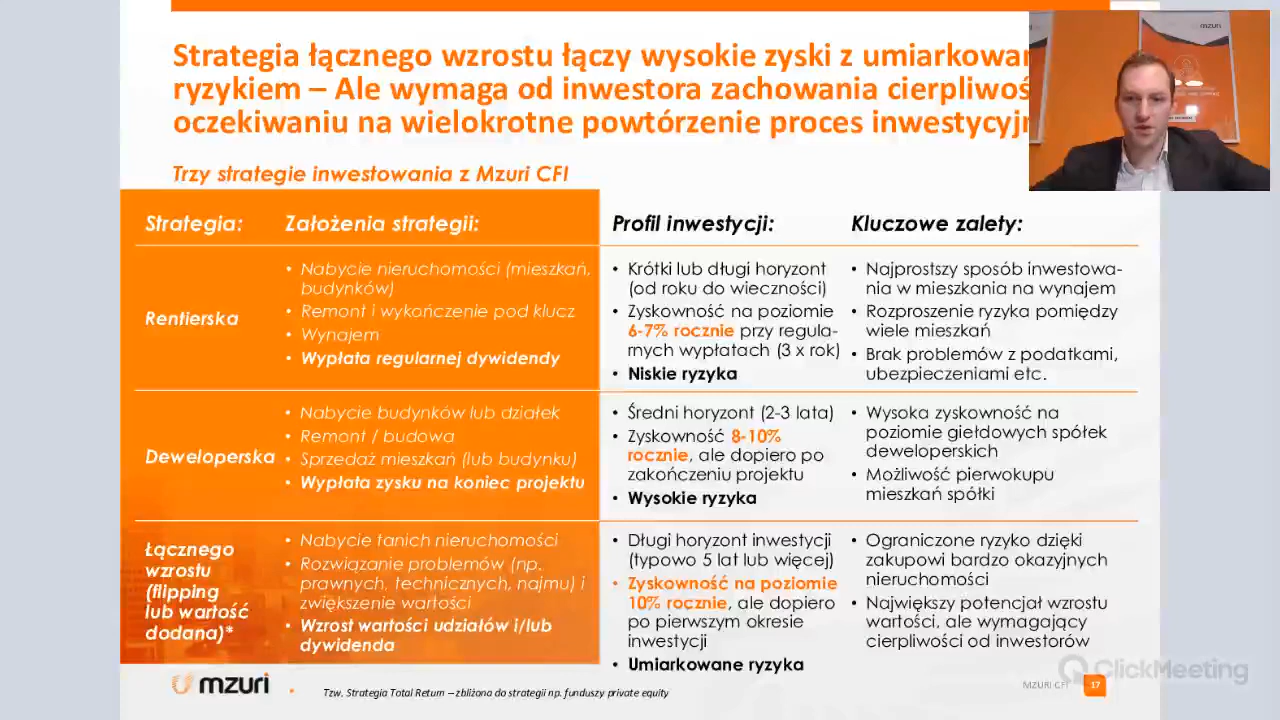 Strategia łącznego wzrostu łączy wysokie zyski z
ryzykiem – Ale wymaga od inwestora zachowania
oczekiwaniu na wielokrotne powtórzenie proces
Trzy strategie inwestowania z Mzuri CFI
mzuri
Strategia:
Założenia strategii:
Profil inwestycji:
Kluczowe zalety:
Rentierska
• Nabycie nieruchomości (mieszkań,
budynków)
• Remont i wykończenie pod klucz
• Wynajem
• Wypłata regularnej dywidendy
• Krótki lub długi horyzont
(od roku do wieczności)
• Zyskowność na poziomie
6-7% rocznie przy regula-
rnych wypłatach (3 x rok)
• Niskie ryzyka
• Najprostszy sposób inwestowa-
nia w mieszkania na wynajem
• Rozproszenie ryzyka pomiędzy
wiele mieszkań
• Brak problemów z podatkami,
ubezpieczeniami etc.
Deweloperska
• Nabycie budynków lub działek
• Remont / budowa
• Sprzedaż mieszkań (lub budynku)
• Wypłata zysku na koniec projektu
• Średni horyzont (2-3 lata)
• Zyskowność 8-10%
rocznie, ale dopiero po
zakończeniu projektu
• Wysokie ryzyka
• Wysoka zyskowność na
poziomie giełdowych spółek
deweloperskich
• Możliwość pierwokupu
mieszkań spółki
Łącznego
wzrostu
(flipping
lub wartość
dodana)*
• Nabycie tanich nieruchomości
• Rozwiązanie problemów (np.
prawnych, technicznych, najmu) i
zwiększenie wartości
• Wzrost wartości udziałów i/lub
dywidenda
• Długi horyzont inwestycji
(typowo 5 lat lub więcej)
• Zyskowność na poziomie
10% rocznie, ale dopiero
po pierwszym okresie
inwestycji
• Umiarkowane ryzyka
• Ograniczone ryzyko dzięki
zakupowi bardzo okazyjnych
nieruchomości
• Największy potencjał wzrostu
wartości, ale wymagający
cierpliwości od inwestorów
mzuri
Tzw. Strategia Total Return – zbliżona do strategii np. funduszy private equity
MZURI CFI
17
ClickMeeting